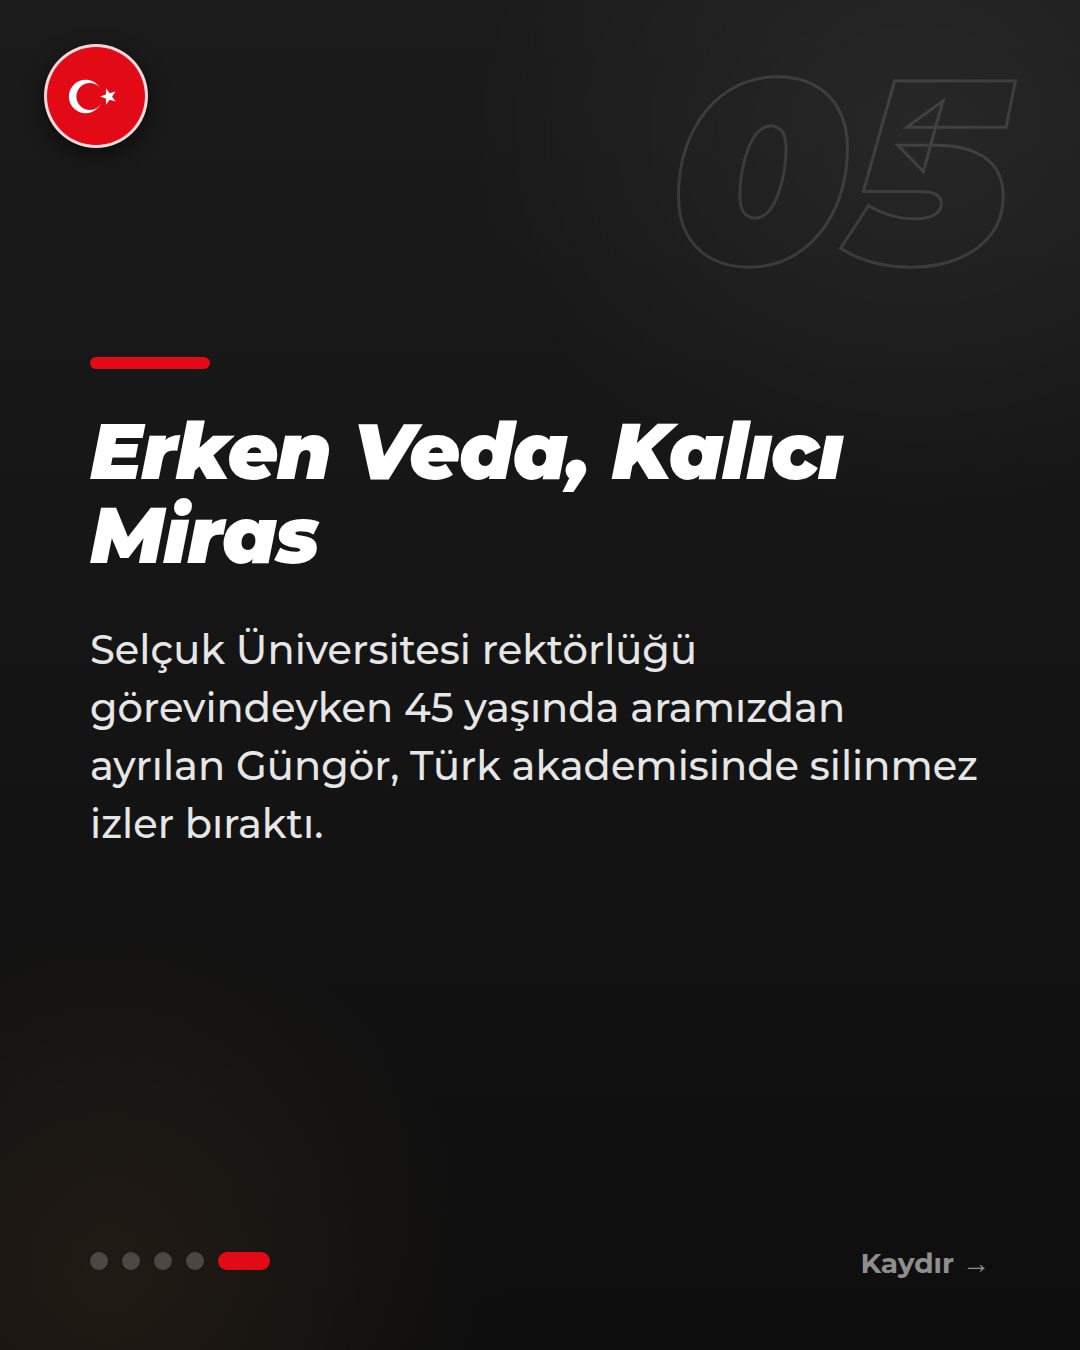 05
Erken Veda, Kalıcı
Miras
Selçuk Üniversitesi rektörlüğü
görevindeyken 45 yaşında aramızdan
ayrılan Güngör, Türk akademisinde silinmez
izler bıraktı.
Kaydır →